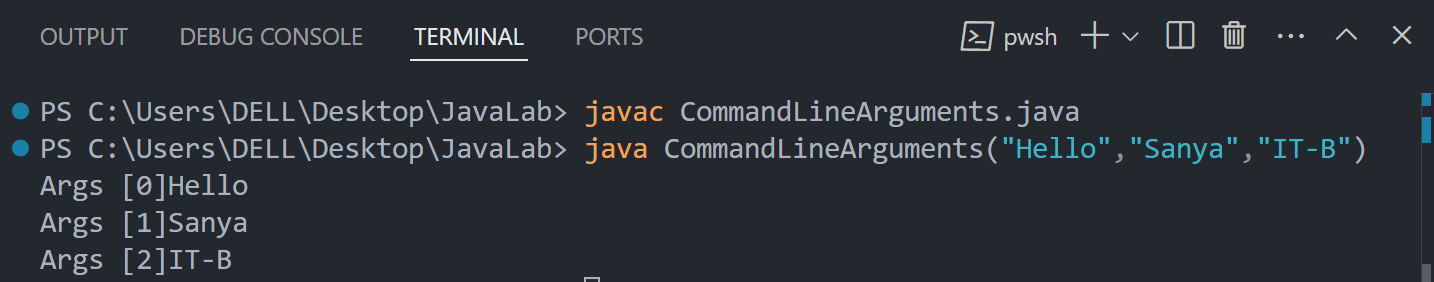 OUTPUT DEBUG CONSOLE TERMINAL PORTS pwsh
PS C:\Users\DELL\Desktop\JavaLab> javac CommandLineArguments.java
PS C:\Users\DELL\Desktop\JavaLab> java CommandLineArguments("Hello","Sanya","IT-B")
Args [0]Hello
Args [1]Sanya
Args [2]IT-B